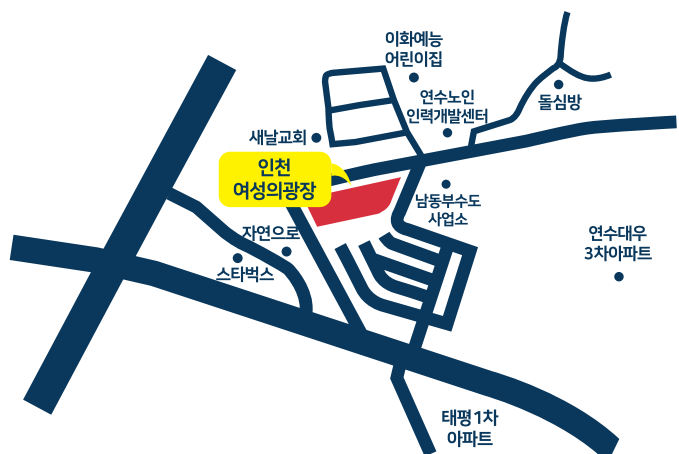 이화예능
어린이집
연수노인
인력개발센터
돌심방
새날교회
인천
여성의광장
남동부수도
사업소
자연으로
스타벅스
연수대우
3차아파트
태평1차
아파트